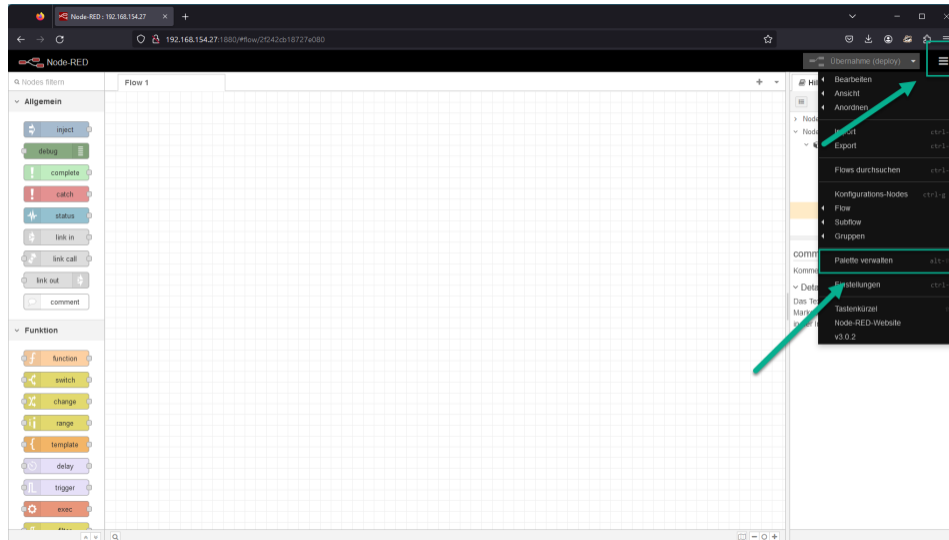 Node-RED : 192.168.154.27
192.168.154.27:1880/#flow/2f242cb18727a080
Node-RED
Übernahme (deploy)
Nodes filtern
Flow 1
Allgemein
inject
debug
complete
catch
status
link in
link call
link out
comment
Funktion
function
switch
change
range
template
delay
trigger
exec
Bearbeiten
Ansicht
Anordnen
Import
Export
Flows durchsuchen
Konfigurations-Nodes ctrl-g
Flow
Subflow
Gruppen
Palette verwalten
Einstellungen
Tastenkürzel
Node-RED-Website
v3.0.2